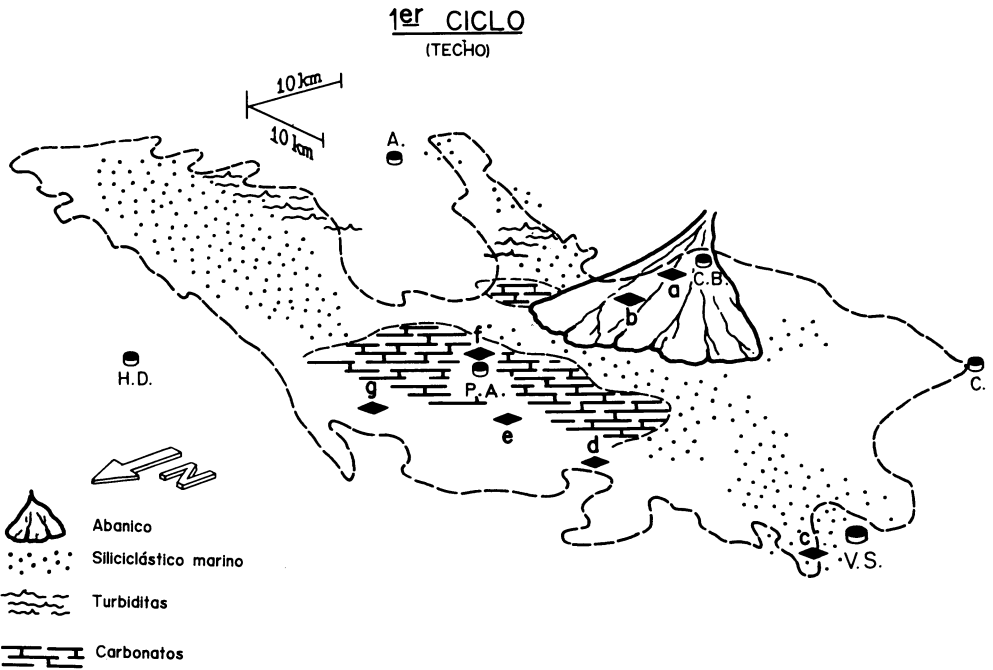 1er CICLO
(TECHO)
10 km
10 km
A.
C.B.
a
b
f
P.A.
g
e
d
H.D.
C.
c
V.S.
N
Abanico
Siliciclástico marino
Turbiditas
Carbonatos